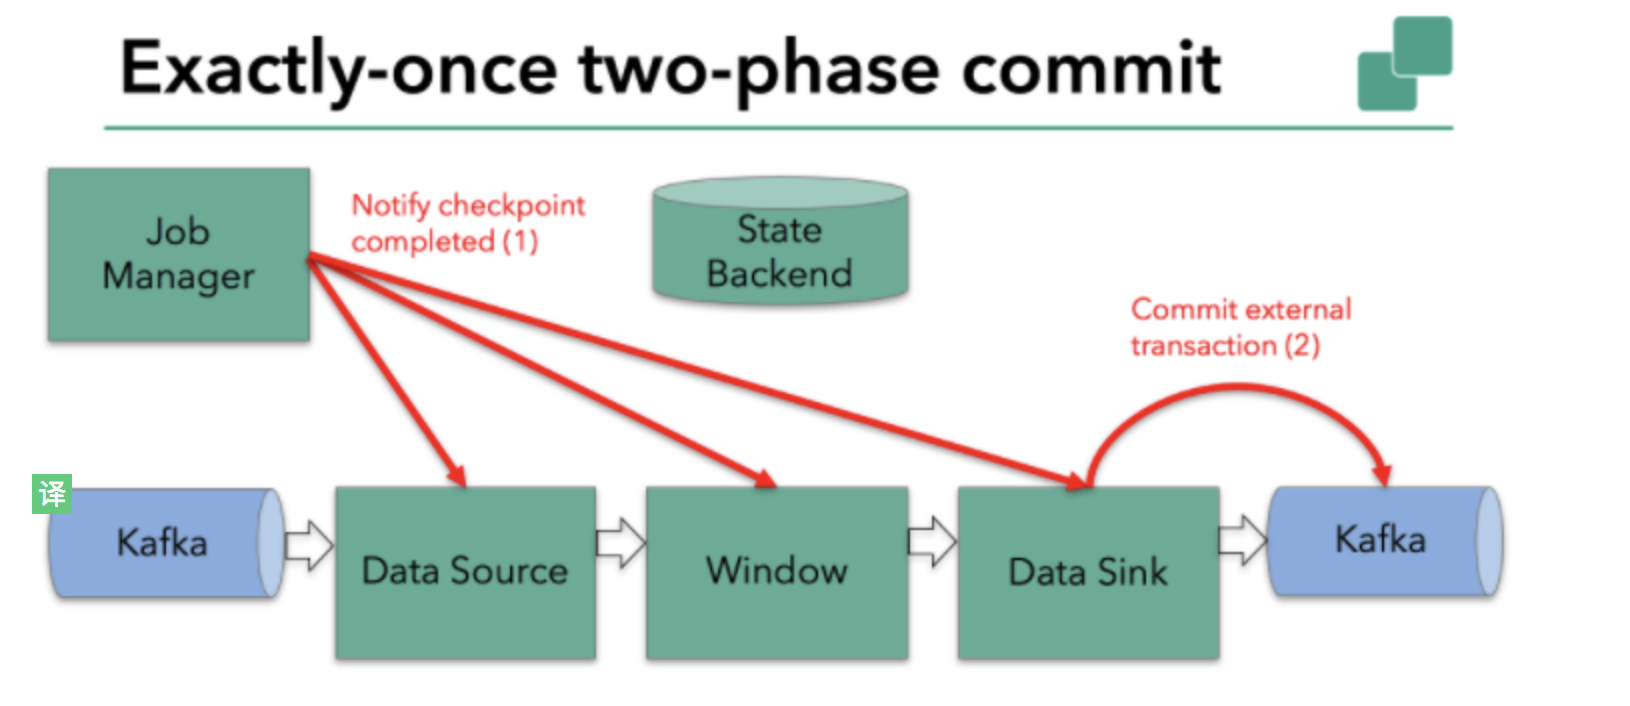 Exactly-once two-phase commit
Job
Manager
Notify checkpoint
completed (1)
State
Backend
Commit external
transaction (2)
译
Kafka
Data Source
Window
Data Sink
Kafka